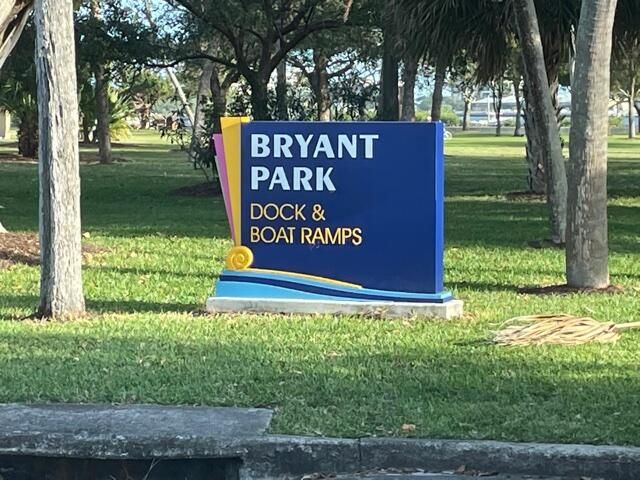 BRYANT
PARK
DOCK &
BOAT RAMPS